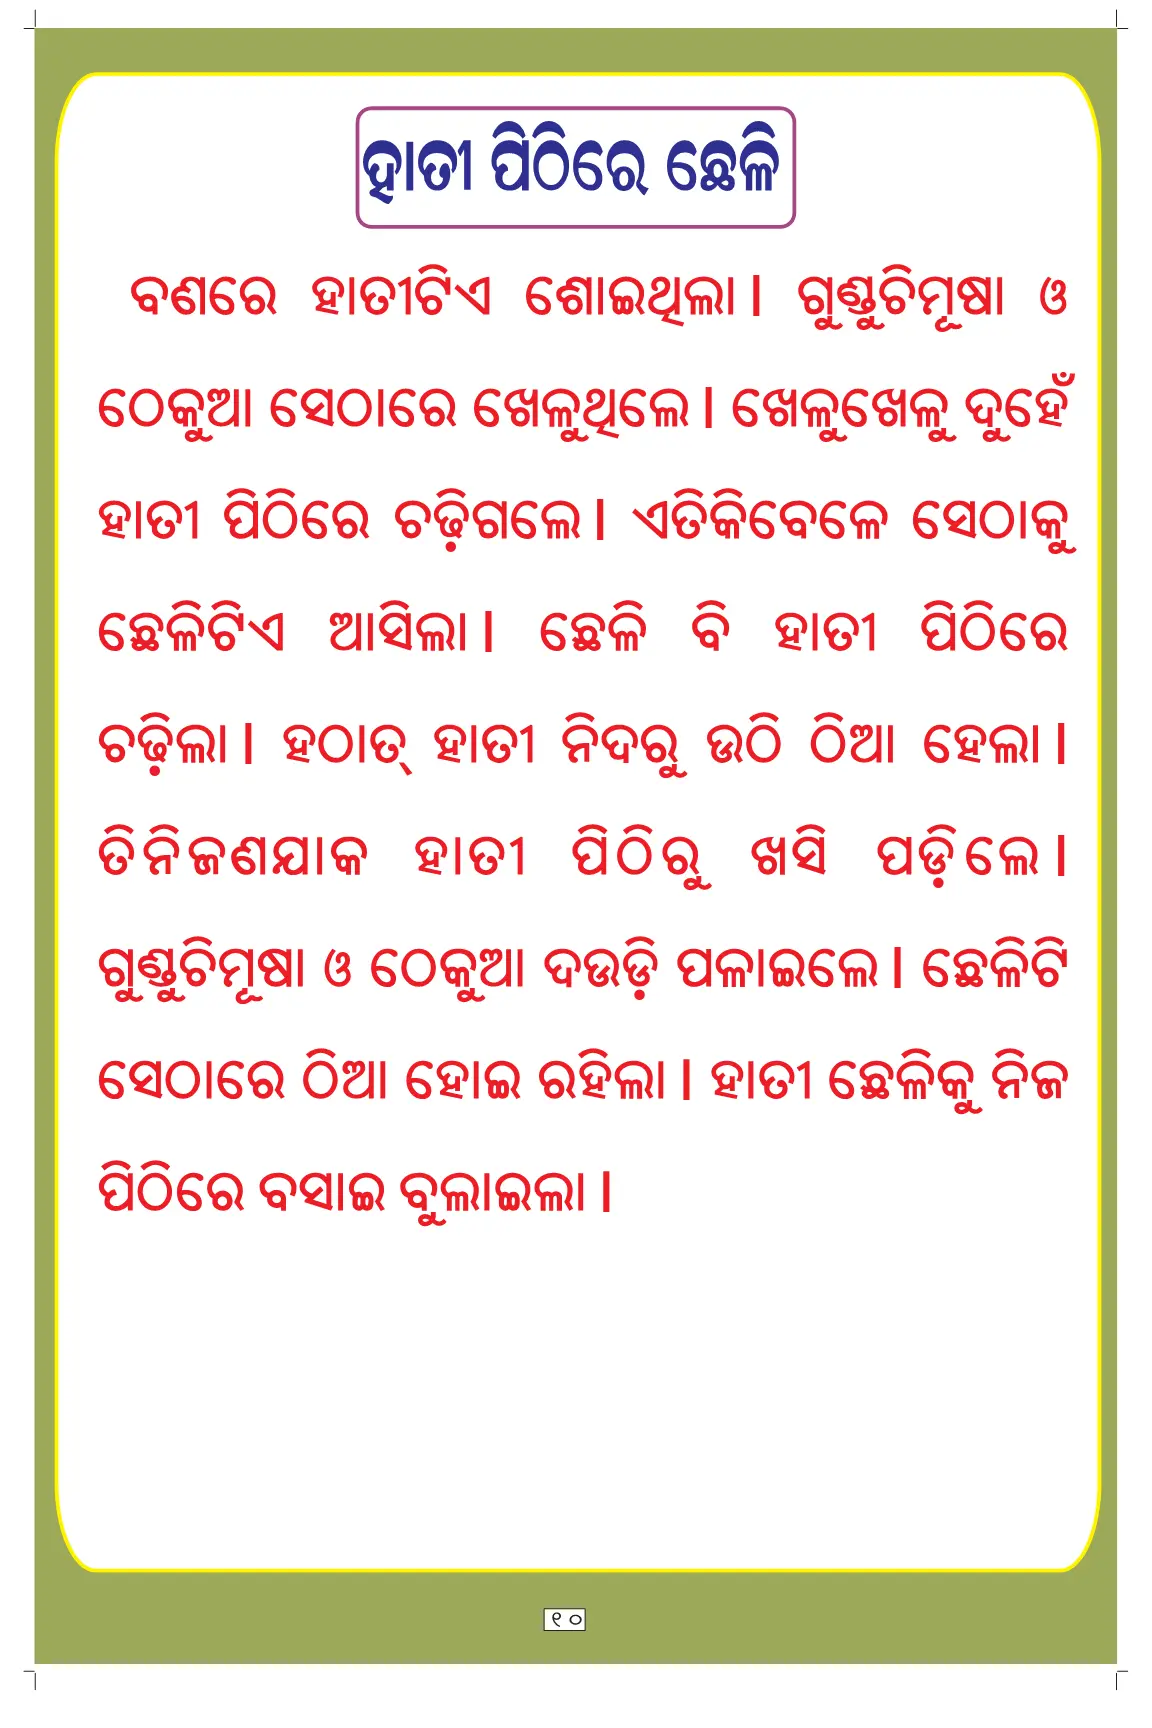 ହାତୀ ପିଠିରେ ଛେଳି
ବଣରେ ହାତୀଟିଏ ଶୋଇଥିଲା। ଗୁଣ୍ଡୁଚିମୂଷା ଓ
ଠେକୁଆ ସେଠାରେ ଖେଳୁଥିଲେ। ଖେଳୁଖେଳୁ ଦୁହେଁ
ହାତୀ ପିଠିରେ ଚଢ଼ିଗଲେ। ଏତିକିବେଳେ ସେଠାକୁ
ଛେଳିଟିଏ ଆସିଲା। ଛେଳି ବି ହାତୀ ପିଠିରେ
ଚଢ଼ିଲା। ହଠାତ୍ ହାତୀ ନିଦରୁ ଉଠି ଠିଆ ହେଲା।
ତିନିଜଣଯାକ ହାତୀ ପିଠିରୁ ଖସି ପଡ଼ିଲେ।
ଗୁଣ୍ଡୁଚିମୂଷା ଓ ଠେକୁଆ ଦଉଡ଼ି ପଳାଇଲେ। ଛେଳିଟି
ସେଠାରେ ଠିଆ ହୋଇ ରହିଲା। ହାତୀ ଛେଳିକୁ ନିଜ
ପିଠିରେ ବସାଇ ବୁଲାଇଲା।
୧୦